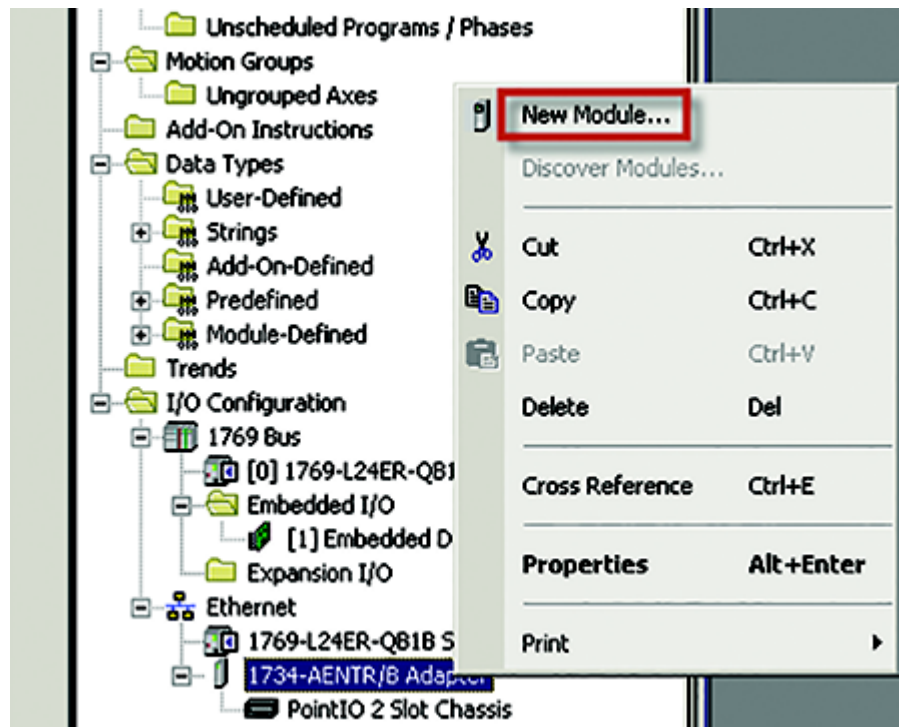 Unscheduled Programs / Phases
Motion Groups
Ungrouped Axes
Add-On Instructions
Data Types
User-Defined
Strings
Add-On-Defined
Predefined
Module-Defined
Trends
I/O Configuration
1769 Bus
[0] 1769-L24ER-QB1
Embedded I/O
[1] Embedded D
Expansion I/O
Ethernet
1769-L24ER-QB1B S
1734-AENTR/B Adapter
PointIO 2 Slot Chassis
New Module...
Discover Modules...
Cut Ctrl+X
Copy Ctrl+C
Paste Ctrl+V
Delete Del
Cross Reference Ctrl+E
Properties Alt+Enter
Print